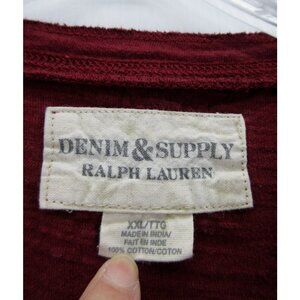 DENIM & SUPPLY
RALPH LAUREN
XXL/TTG
MADE IN INDIA/
FAIT EN INDE
100% COTTON/COTON